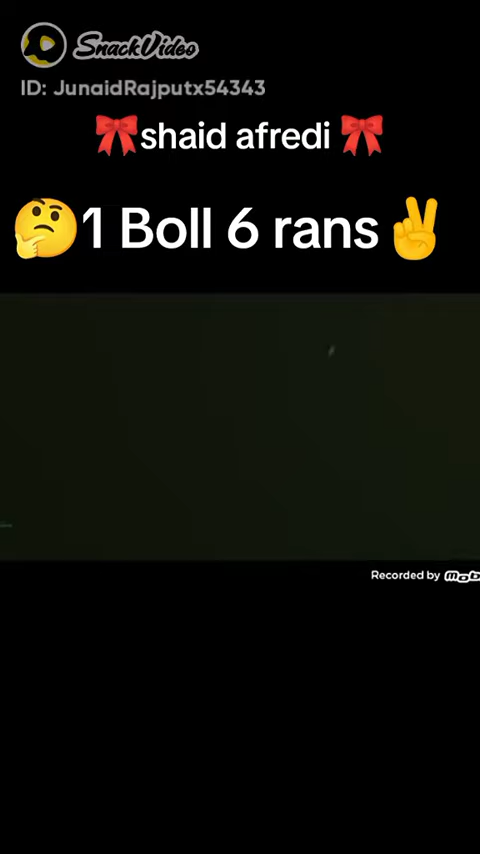 SnackVideo
ID: JunaidRajputx54343
🎀shaid afredi 🎀
🤔1 Boll 6 rans✌️
Recorded by